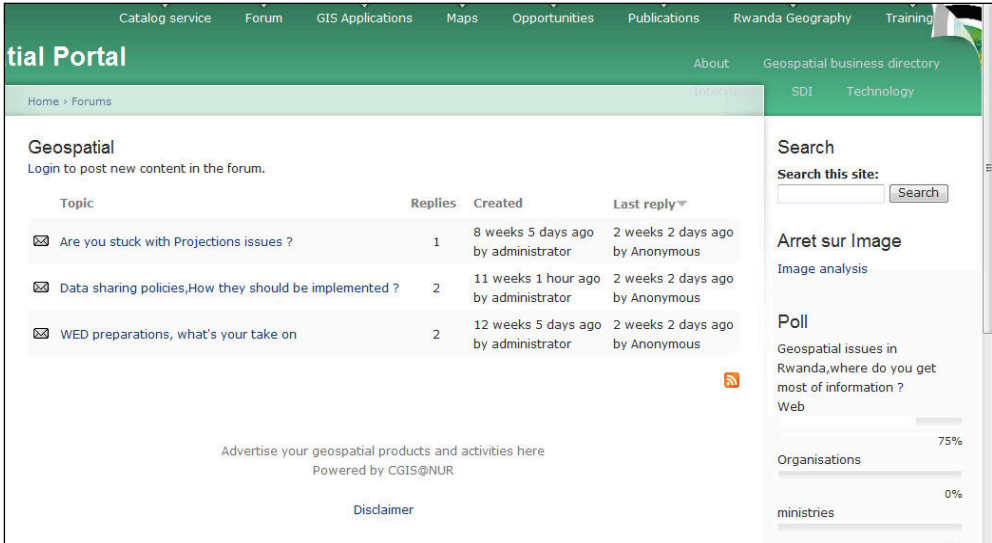 Catalog service Forum GIS Applications Maps Opportunities Publications Rwanda Geography Training
tial Portal
About Geospatial business directory
Interviews SDI Technology
Home › Forums
Geospatial
Login to post new content in the forum.
Topic Replies Created Last reply
Are you stuck with Projections issues ? 1 8 weeks 5 days ago 2 weeks 2 days ago
by administrator by Anonymous
Data sharing policies,How they should be implemented ? 2 11 weeks 1 hour ago 2 weeks 2 days ago
by administrator by Anonymous
WED preparations, what's your take on 2 12 weeks 5 days ago 2 weeks 2 days ago
by administrator by Anonymous
Advertise your geospatial products and activities here
Powered by CGIS@NUR
Disclaimer
Search
Search this site:
Search
Arret sur Image
Image analysis
Poll
Geospatial issues in
Rwanda,where do you get
most of information ?
Web
75%
Organisations
0%
ministries